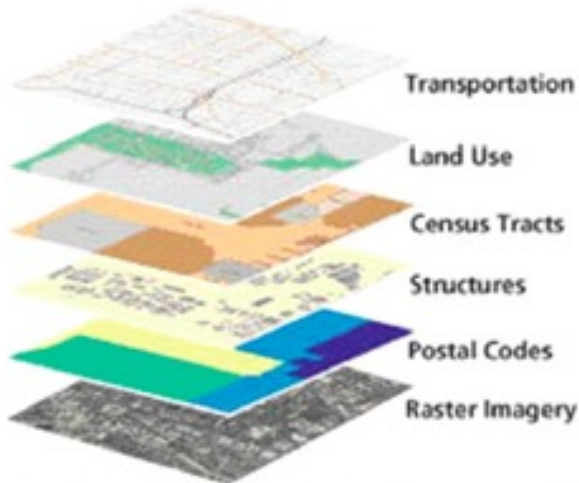 Transportation
Land Use
Census Tracts
Structures
Postal Codes
Raster Imagery